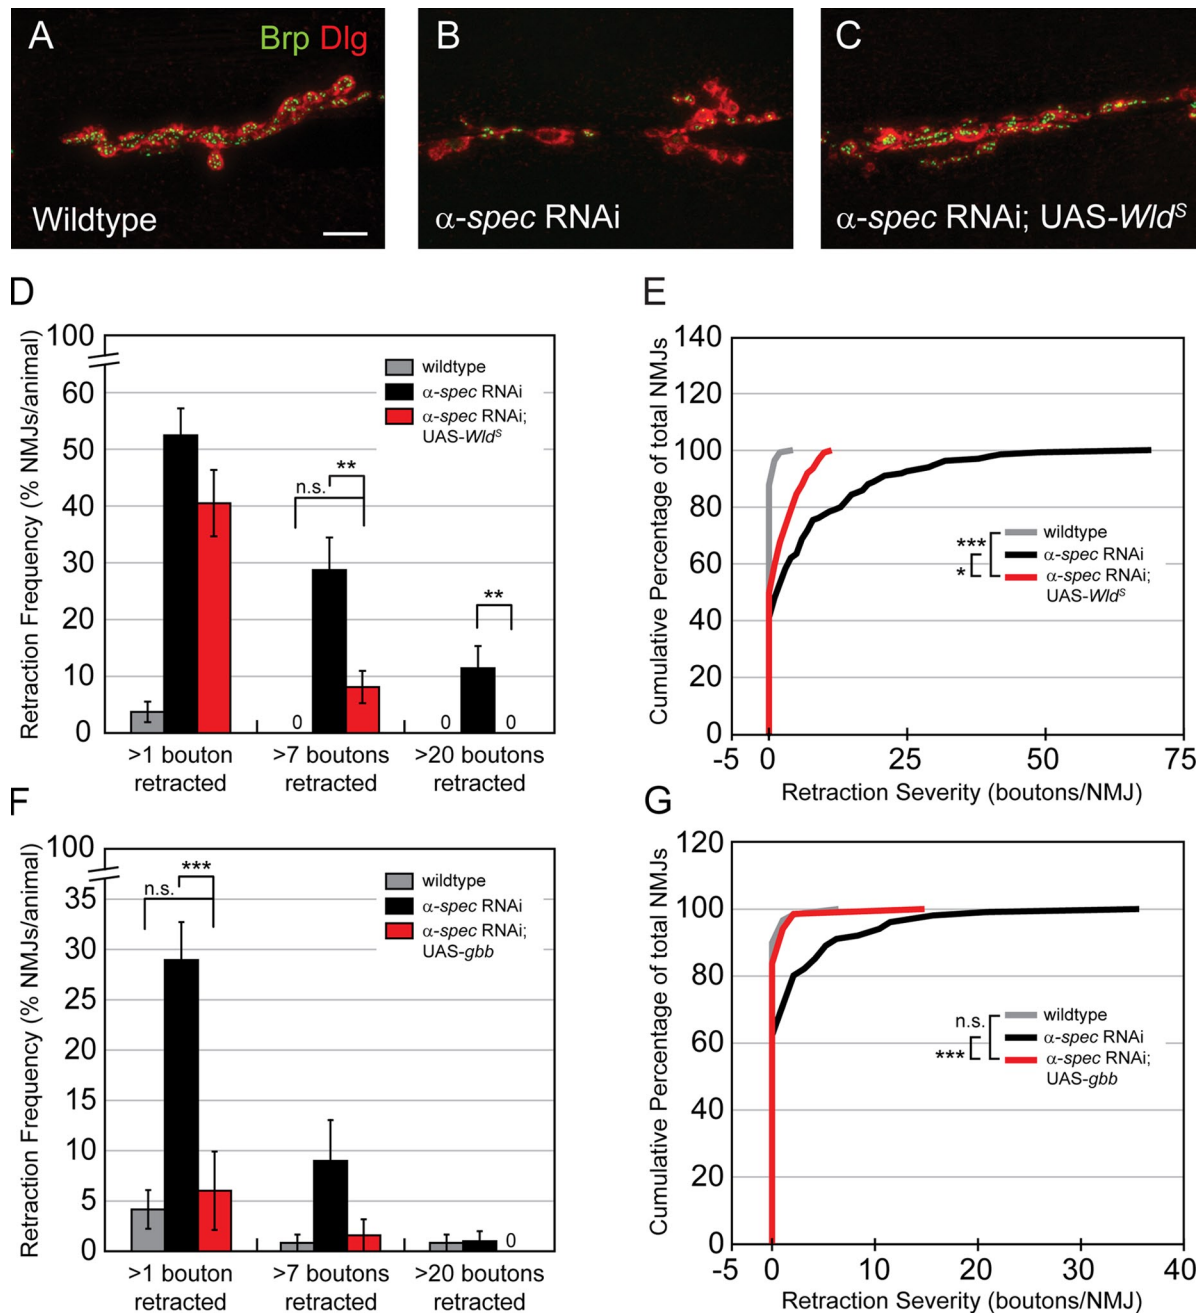 A
Brp Dlg
Wildtype
B
α-spec RNAi
C
α-spec RNAi; UAS-Wldˢ
D
Retraction Frequency (% NMJs/animal)
100
60
50
40
30
20
10
0
wildtype
α-spec RNAi
α-spec RNAi;
UAS-Wldˢ
n.s.
**
**
0
0
0
>1 bouton
retracted
>7 boutons
retracted
>20 boutons
retracted
E
Cumulative Percentage of total NMJs
140
120
100
80
60
40
20
0
-5
0
25
50
75
Retraction Severity (boutons/NMJ)
***
*
wildtype
α-spec RNAi
α-spec RNAi;
UAS-Wldˢ
F
Retraction Frequency (% NMJs/animal)
100
35
30
25
20
15
10
5
0
n.s.
***
wildtype
α-spec RNAi
α-spec RNAi;
UAS-gbb
0
>1 bouton
retracted
>7 boutons
retracted
>20 boutons
retracted
G
Cumulative Percentage of total NMJs
120
100
80
60
40
20
0
-5
0
10
20
30
40
Retraction Severity (boutons/NMJ)
n.s.
***
wildtype
α-spec RNAi
α-spec RNAi;
UAS-gbb